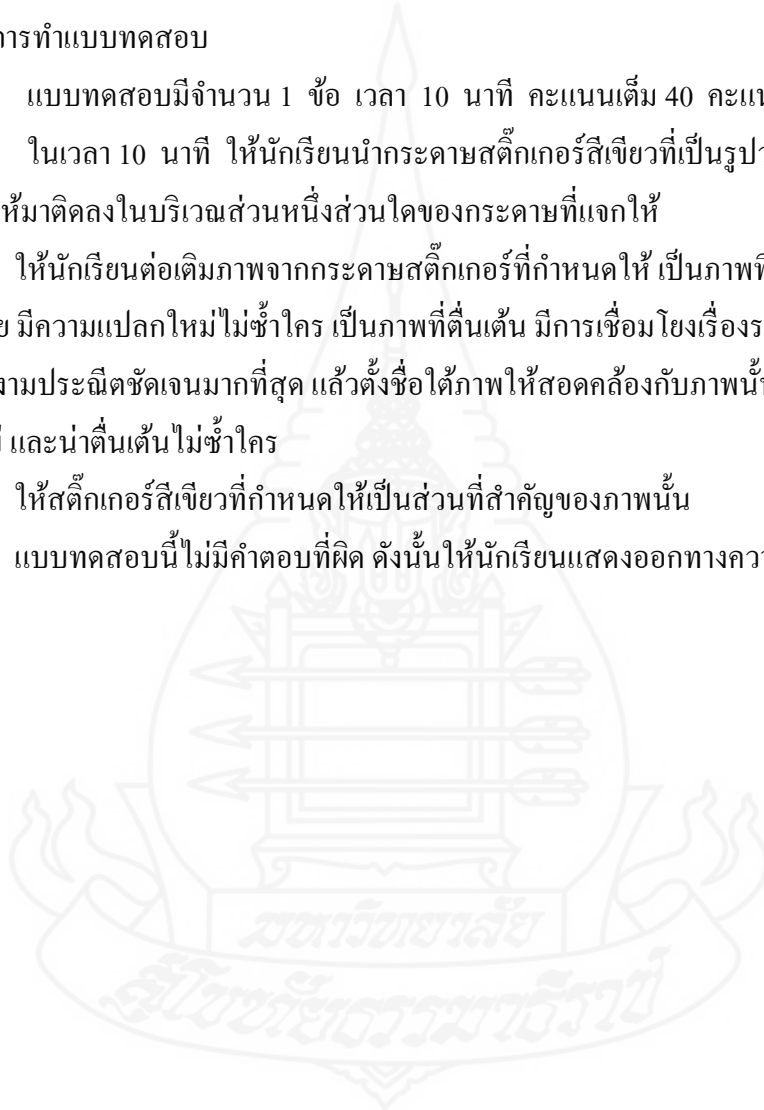 การทำแบบทดสอบ
แบบทดสอบมีจำนวน 1 ข้อ เวลา 10 นาที คะแนนเต็ม 40
ในเวลา 10 นาที ให้นักเรียนนำกระดาษสติ๊กเกอร์สีเขียวที่เป็น
ให้มาติดลงในบริเวณส่วนหนึ่งส่วนใดของกระดาษที่แจกให้
ให้นักเรียนต่อเติมภาพจากกระดาษสติ๊กเกอร์ที่กำหนดให้ เป็นภาพ
มีความแปลกใหม่ไม่ซ้ำใคร เป็นภาพที่ตื่นเต้น มีการเชื่อมโยง
งามประณีตชัดเจนมากที่สุด แล้วตั้งชื่อใต้ภาพให้สอดคล้องกับภาพนั้น
และน่าตื่นเต้นไม่ซ้ำใคร
ให้สติ๊กเกอร์สีเขียวที่กำหนดให้เป็นส่วนที่สำคัญของภาพนั้น
แบบทดสอบนี้ไม่มีคำตอบที่ผิด ดังนั้นให้นักเรียนแสดงออกทาง
มหาวิทยาลัย
สุโขทัยธรรมาธิราช